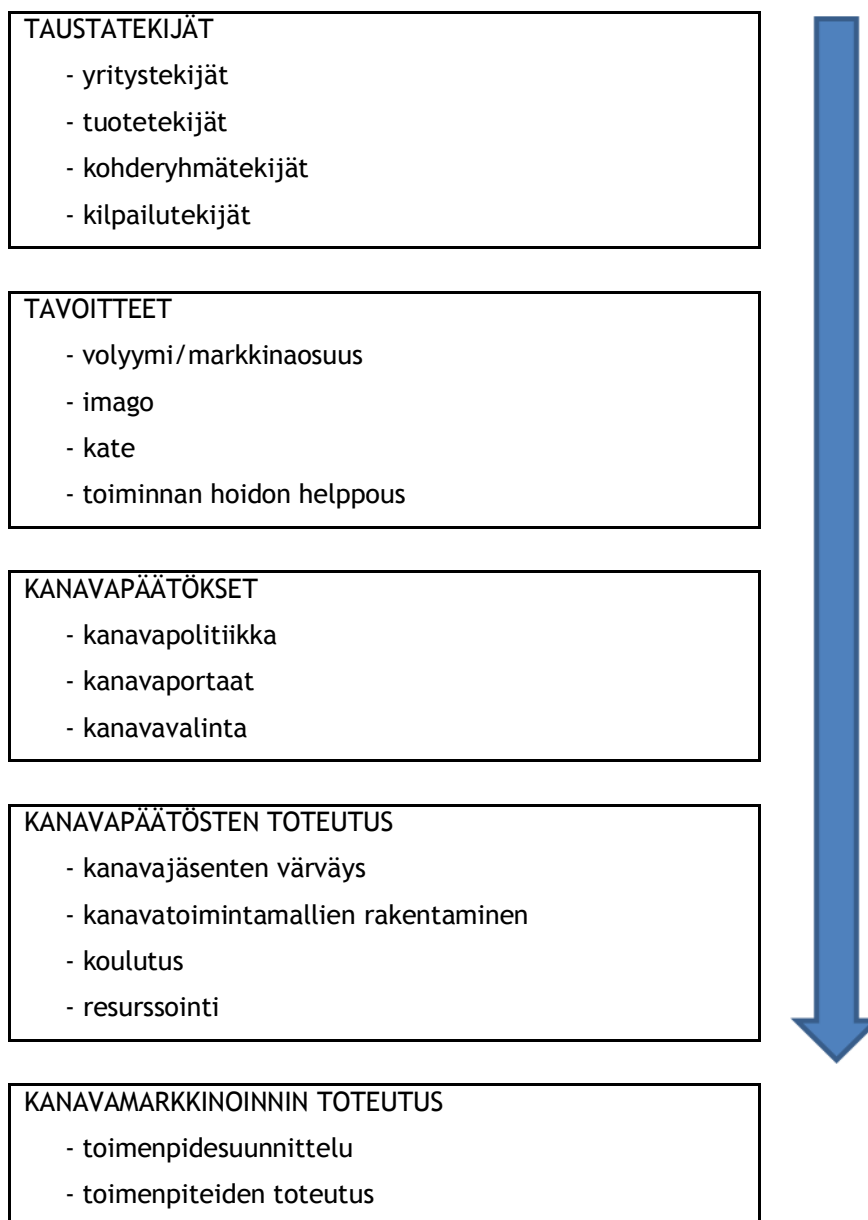 TAUSTATEKIJÄT
- yritystekijät
- tuotetekijät
- kohderyhmätekijät
- kilpailutekijät
TAVOITTEET
- volyymi/markkinaosuus
- imago
- kate
- toiminnan hoidon helppous
KANAVAPÄÄTÖKSET
- kanavapolitiikka
- kanavaportaat
- kanavavalinta
KANAVAPÄÄTÖSTEN TOTEUTUS
- kanavajäsenten värväys
- kanavatoimintamallien rakentaminen
- koulutus
- resurssointi
KANAVAMARKKINOINNIN TOTEUTUS
- toimenpidesuunnittelu
- toimenpiteiden toteutus